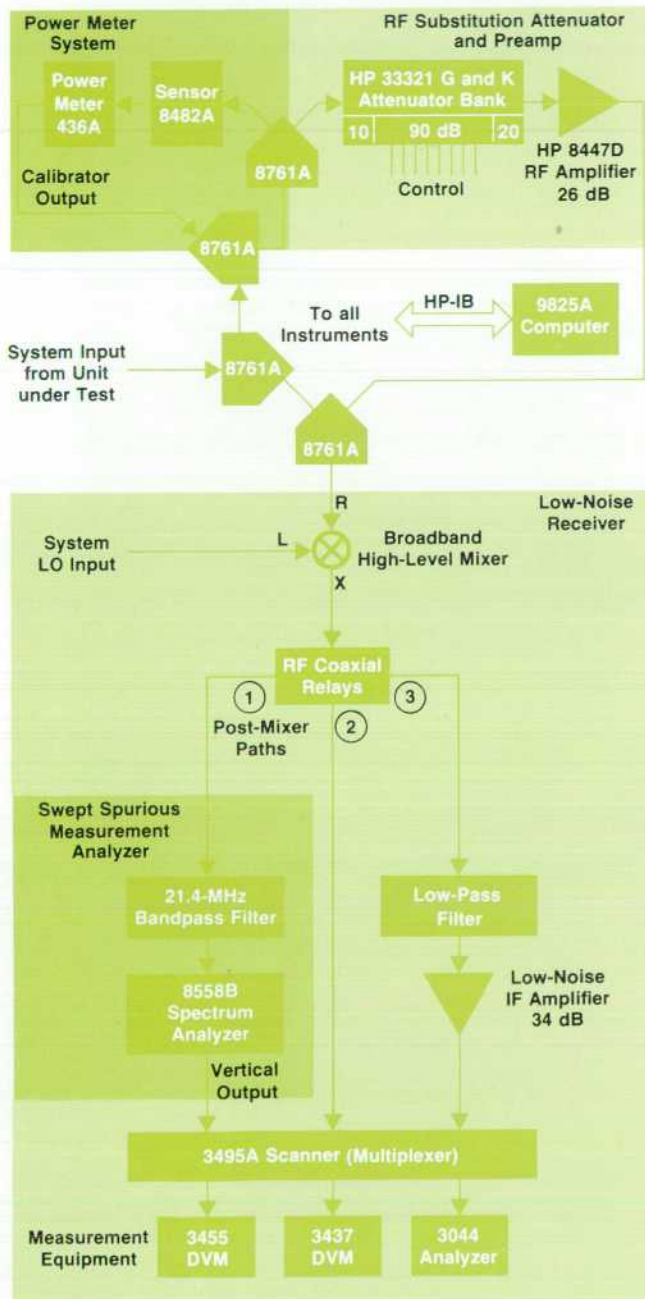 Power Meter
System
RF Substitution Attenuator
and Preamp
Power
Meter
436A
Sensor
8482A
HP 33321 G and K
Attenuator Bank
10
90 dB
20
8761A
Control
HP 8447D
RF Amplifier
26 dB
Calibrator
Output
8761A
To all
Instruments
HP-IB
9825A
Computer
System Input
from Unit
under Test
8761A
8761A
R
Low-Noise
Receiver
System
LO Input
L
Broadband
High-Level Mixer
X
RF Coaxial
Relays
1
2
3
Post-Mixer
Paths
Swept Spurious
Measurement
Analyzer
21.4-MHz
Bandpass Filter
Low-Pass
Filter
8558B
Spectrum
Analyzer
Low-Noise
IF Amplifier
34 dB
Vertical
Output
3495A Scanner (Multiplexer)
Measurement
Equipment
3455
DVM
3437
DVM
3044
Analyzer